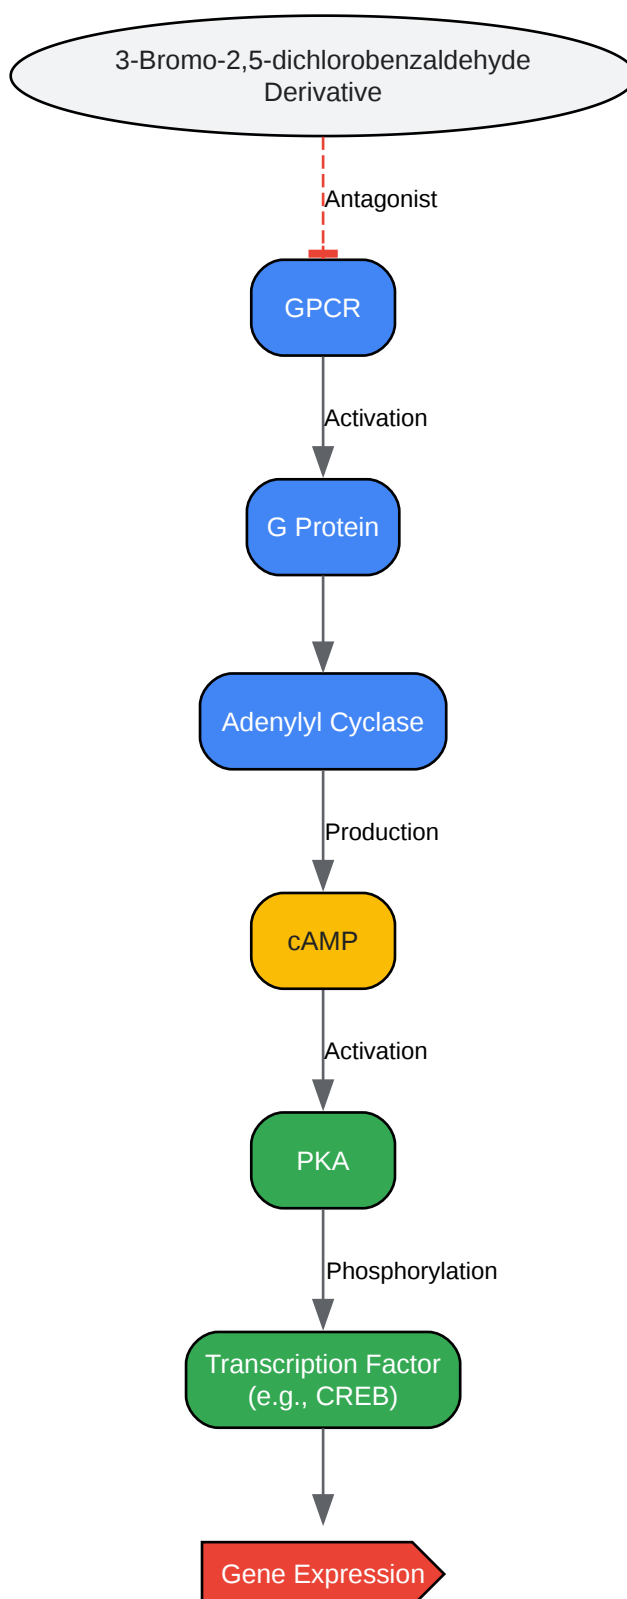 3-Bromo-2,5-dichlorobenzaldehyde
Derivative
Antagonist
GPCR
Activation
G Protein
Adenylyl Cyclase
Production
cAMP
Activation
PKA
Phosphorylation
Transcription Factor
(e.g., CREB)
Gene Expression